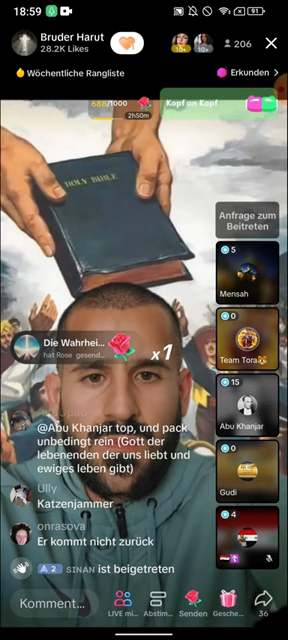 18:59
91
Bruder Harut
28.2K Likes
10+
10+
206
Wöchentliche Rangliste
Erkunden
688/1000
2h50m
Kopf an Kopf
HOLY BIBLE
Anfrage zum
Beitreten
5
Mensah
0
Team Tora
15
Abu Khanjar
0
Gudi
4
Die Wahrhei...
hat Rose gesend...
x1
@Abu Khanjar top, und pack
unbedingt rein (Gott der
lebenenden der uns liebt und
ewiges leben gibt)
Ully
Katzenjammer
onrasova
Er kommt nicht zurück
2 SINAN ist beigetreten
Komment...
LIVE mi...
Abstim...
Senden
Gesche...
36